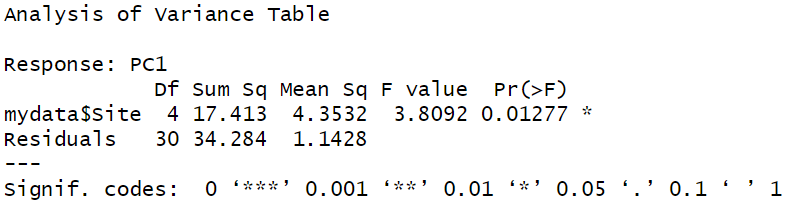 Analysis of Variance Table

Response: PC1
            Df Sum Sq Mean Sq F value  Pr(>F)
mydata$Site  4 17.413  4.3532  3.8092 0.01277 *
Residuals   30 34.284  1.1428
---
Signif. codes:  0 ‘***’ 0.001 ‘**’ 0.01 ‘*’ 0.05 ‘.’ 0.1 ‘ ’ 1